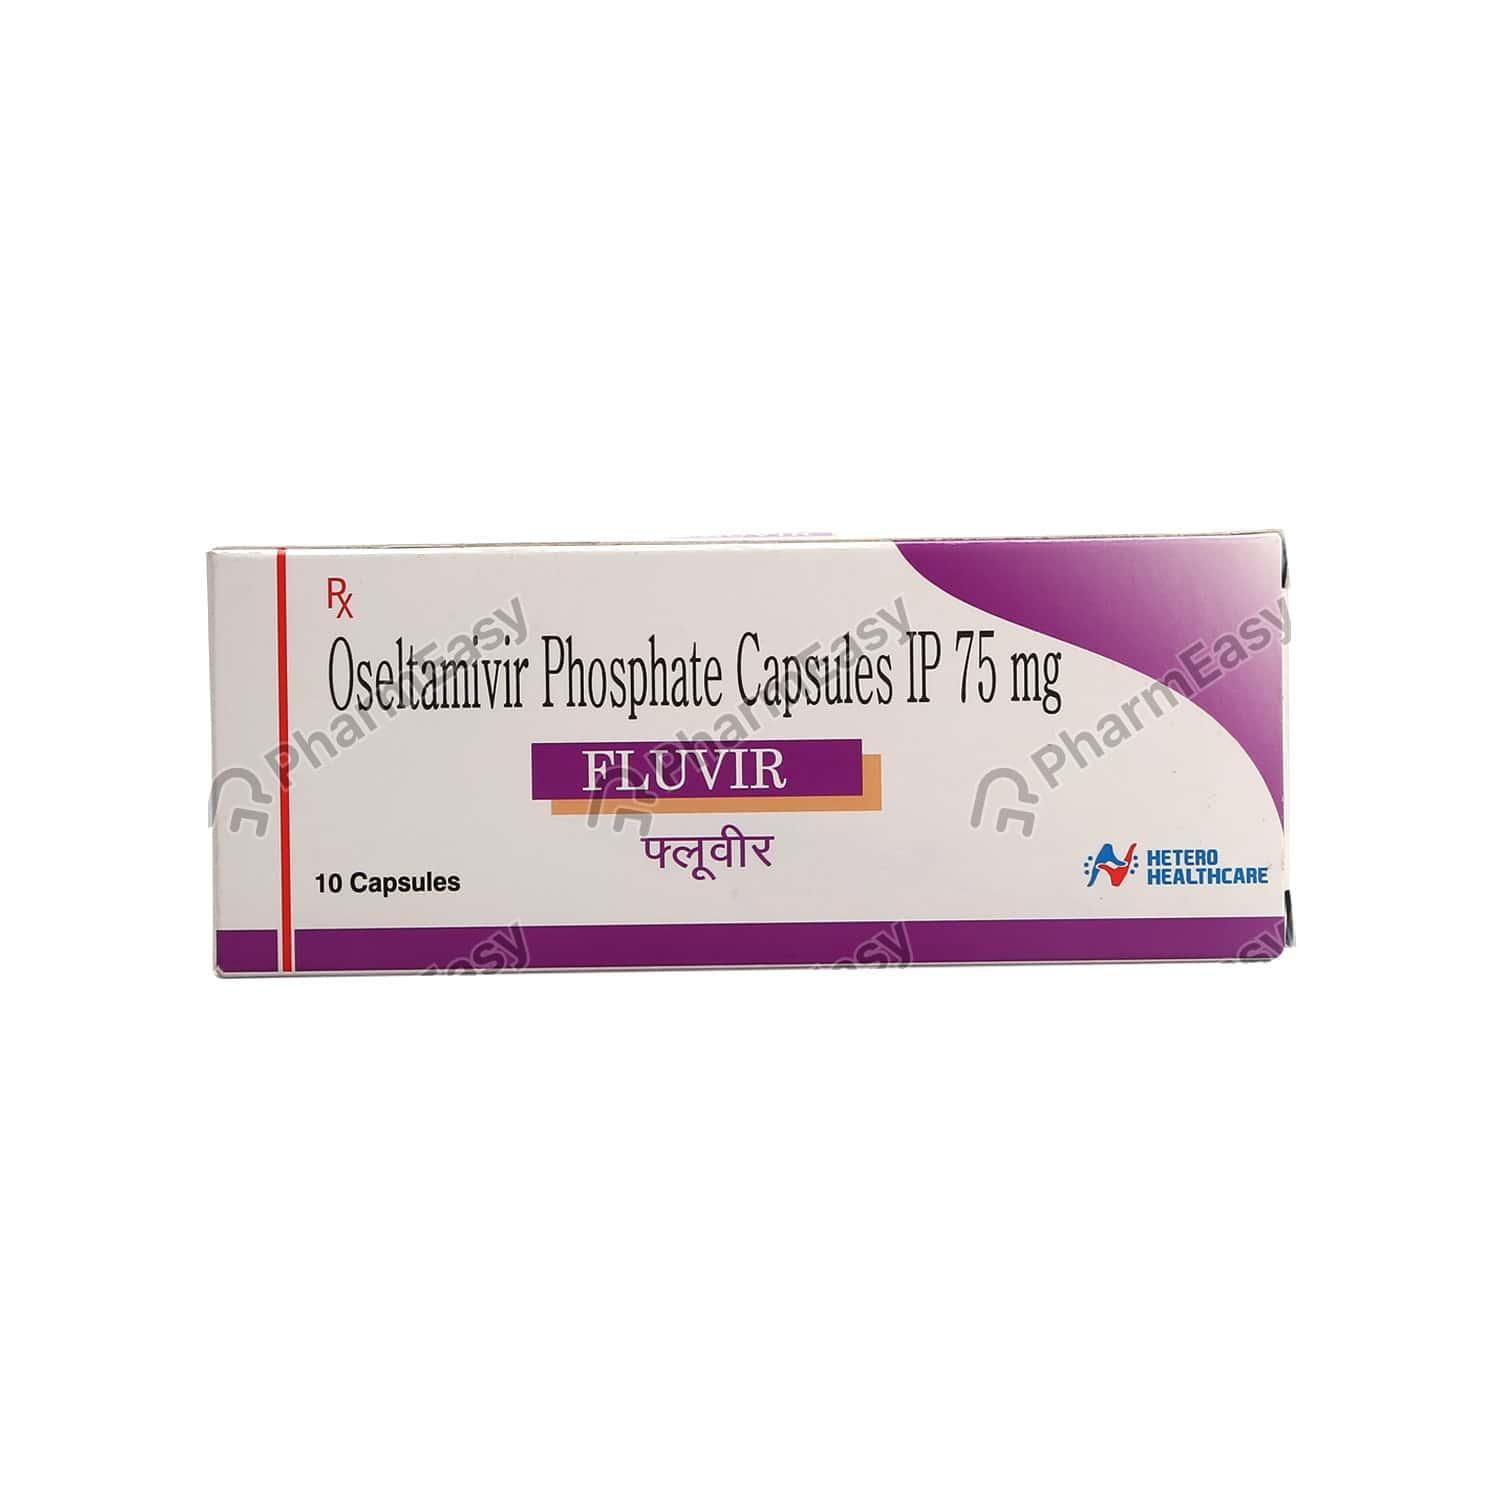 Rx
Oseltamivir Phosphate Capsules IP 75 mg
FLUVIR
फ्लूवीर
10 Capsules
HETERO
HEALTHCARE
PharmEasy
PharmEasy
PharmEasy